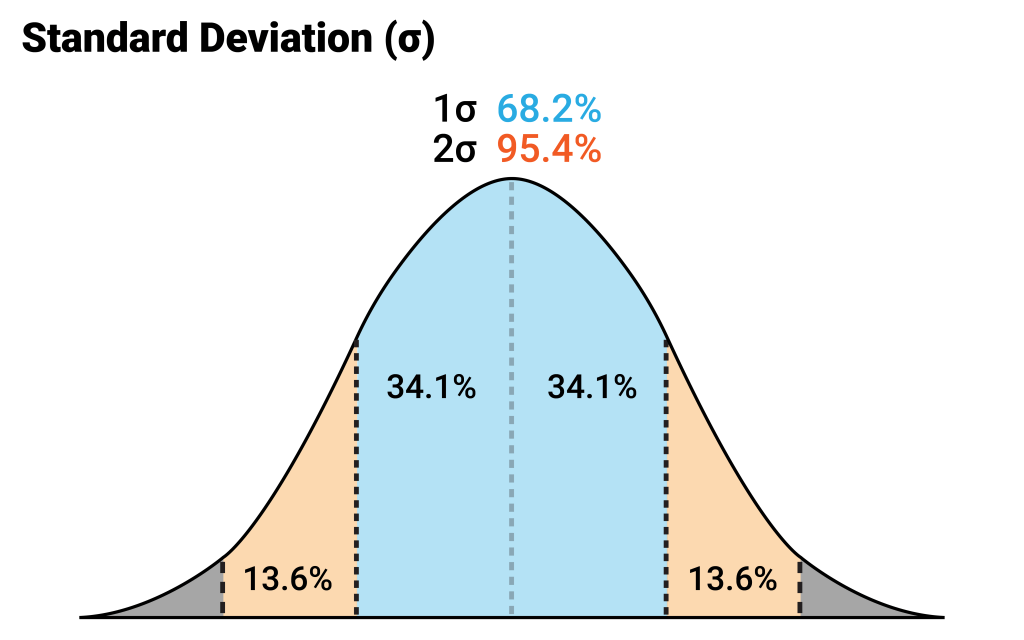 Standard Deviation (σ)
1σ 68.2%
2σ 95.4%
34.1% 34.1%
13.6% 13.6%